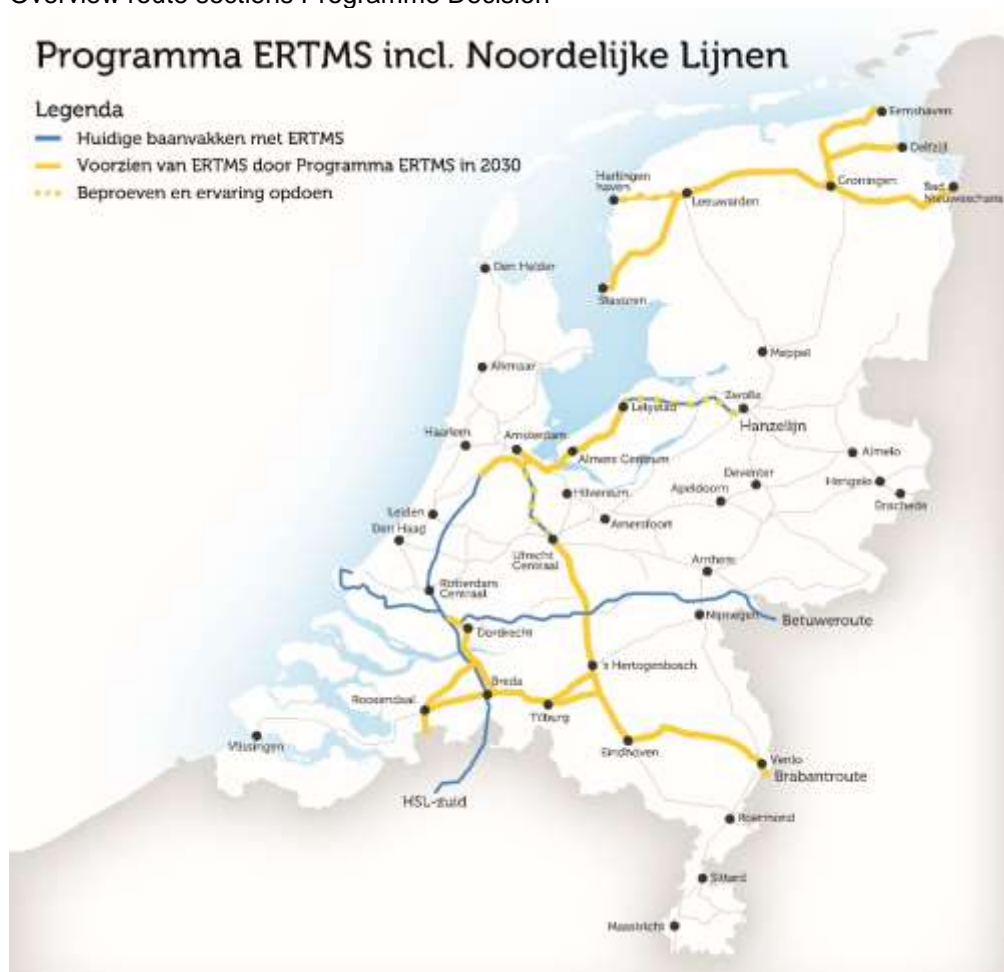 Overview route sections Programme Decision
Programma ERTMS incl. Noordelijke Lijnen
Legenda
Huidige baanvakken met ERTMS
Voorzien van ERTMS door Programma ERTMS in 2030
Beproeven en ervaring opdoen
Eemshaven
Delfzijl
Harlingen
haven
Groningen
Bad
Nieuweschans
Leeuwarden
Den Helder
Stavoren
Meppel
Alkmaar
Zwolle
Lelystad
Hanzelijn
Haarlem
Amsterdam
Almere Centrum
Almelo
Deventer
Hengelo
Hilversum
Apeldoorn
Enschede
Leiden
Amersfoort
Den Haag
Utrecht
Centraal
Arnhem
Rotterdam
Centraal
Nijmegen
Betuweroute
Dordrecht
's Hertogenbosch
Breda
Roosendaal
Tilburg
Vlissingen
Eindhoven
Venlo
Brabantroute
HSL-zuid
Roermond
Sittard
Maastricht